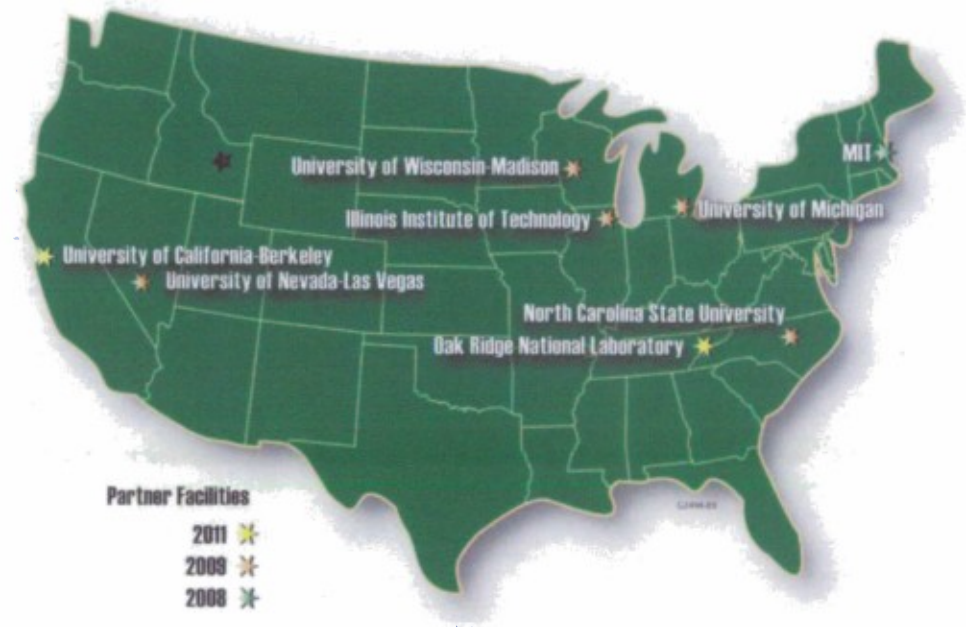 University of Wisconsin-Madison
MIT
Illinois Institute of Technology
University of Michigan
University of California-Berkeley
University of Nevada-Las Vegas
North Carolina State University
Oak Ridge National Laboratory
Partner Facilities
2011
2009
2008